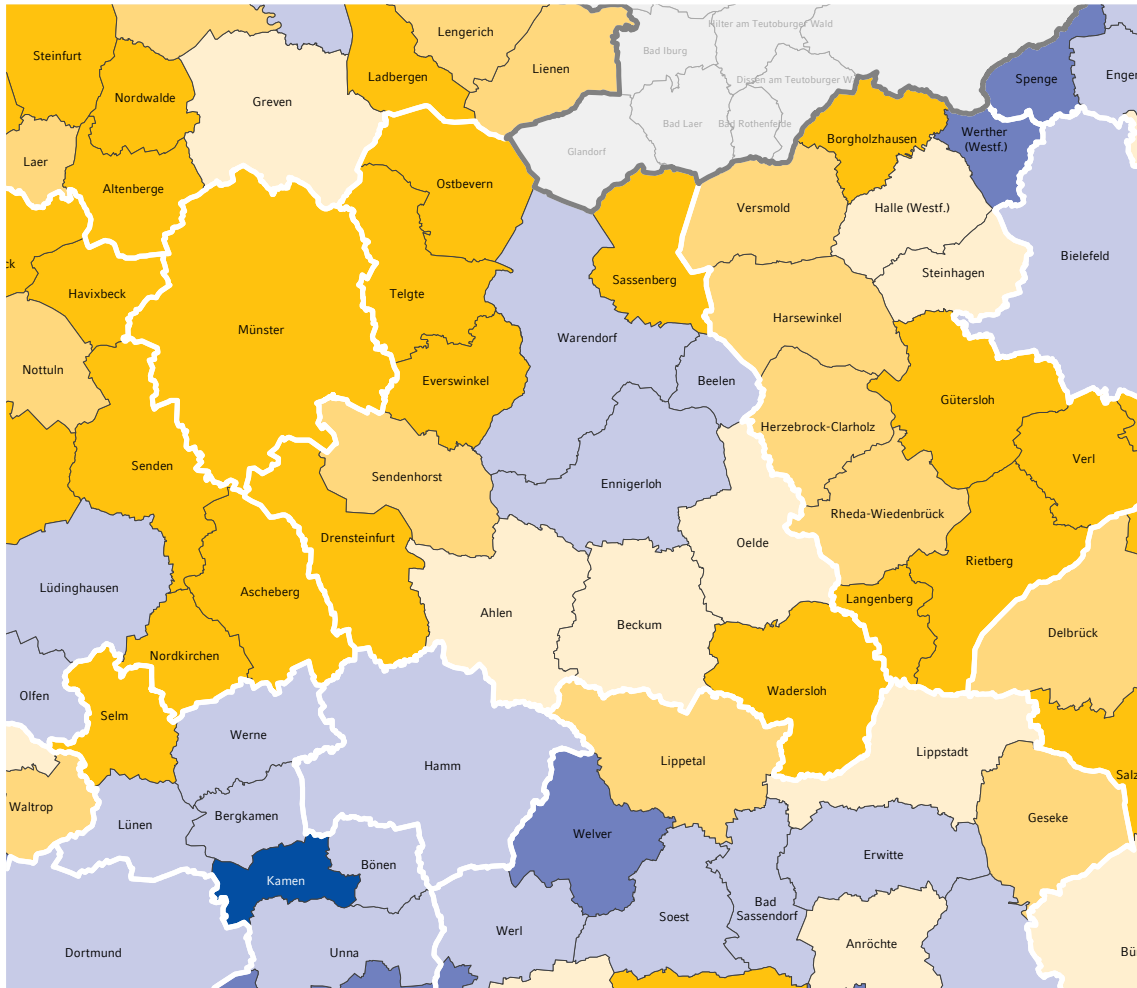 Hilter am Teutoburger Wald
Lengerich
Bad Iburg
Steinfurt
Lienen
Ladbergen
Dissen am Teutoburger Wa
Spenge
Enger
Nordwalde
Greven
Bad Laer
Bad Rothenfelde
Werther
(Westf.)
Borgholzhausen
Glandorf
Laer
Altenberge
Ostbevern
Versmold
Halle (Westf.)
Bielefeld
ck
Havixbeck
Telgte
Sassenberg
Steinhagen
Münster
Warendorf
Harsewinkel
Nottuln
Everswinkel
Beelen
Gütersloh
Herzebrock-Clarholz
Senden
Sendenhorst
Ennigerloh
Verl
Rheda-Wiedenbrück
Drensteinfurt
Oelde
Rietberg
Lüdinghausen
Ascheberg
Langenberg
Ahlen
Beckum
Delbrück
Nordkirchen
Olfen
Wadersloh
Selm
Werne
Lippstadt
Hamm
Lippetal
Salz
Waltrop
Bergkamen
Lünen
Welver
Geseke
Erwitte
Bönen
Kamen
Bad
Sassendorf
Soest
Werl
Anröchte
Dortmund
Unna
Bü